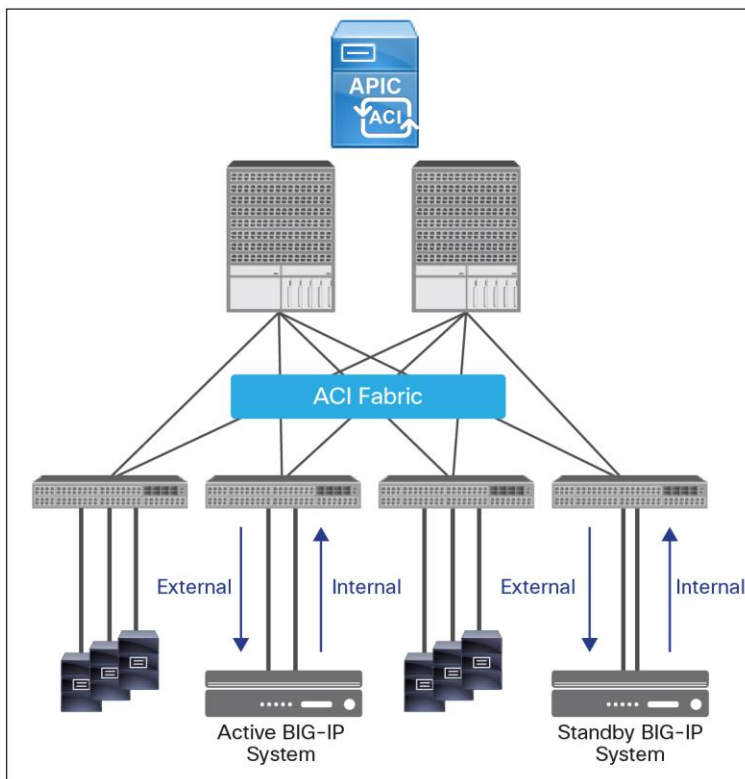 APIC
ACI
ACI Fabric
External
Internal
External
Internal
Active BIG-IP
System
Standby BIG-IP
System